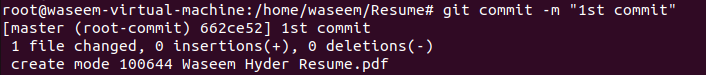 root@waseem-virtual-machine:/home/waseem/Resume# git commit -m "1st commit"
[master (root-commit) 662ce52] 1st commit
 1 file changed, 0 insertions(+), 0 deletions(-)
 create mode 100644 Waseem Hyder Resume.pdf